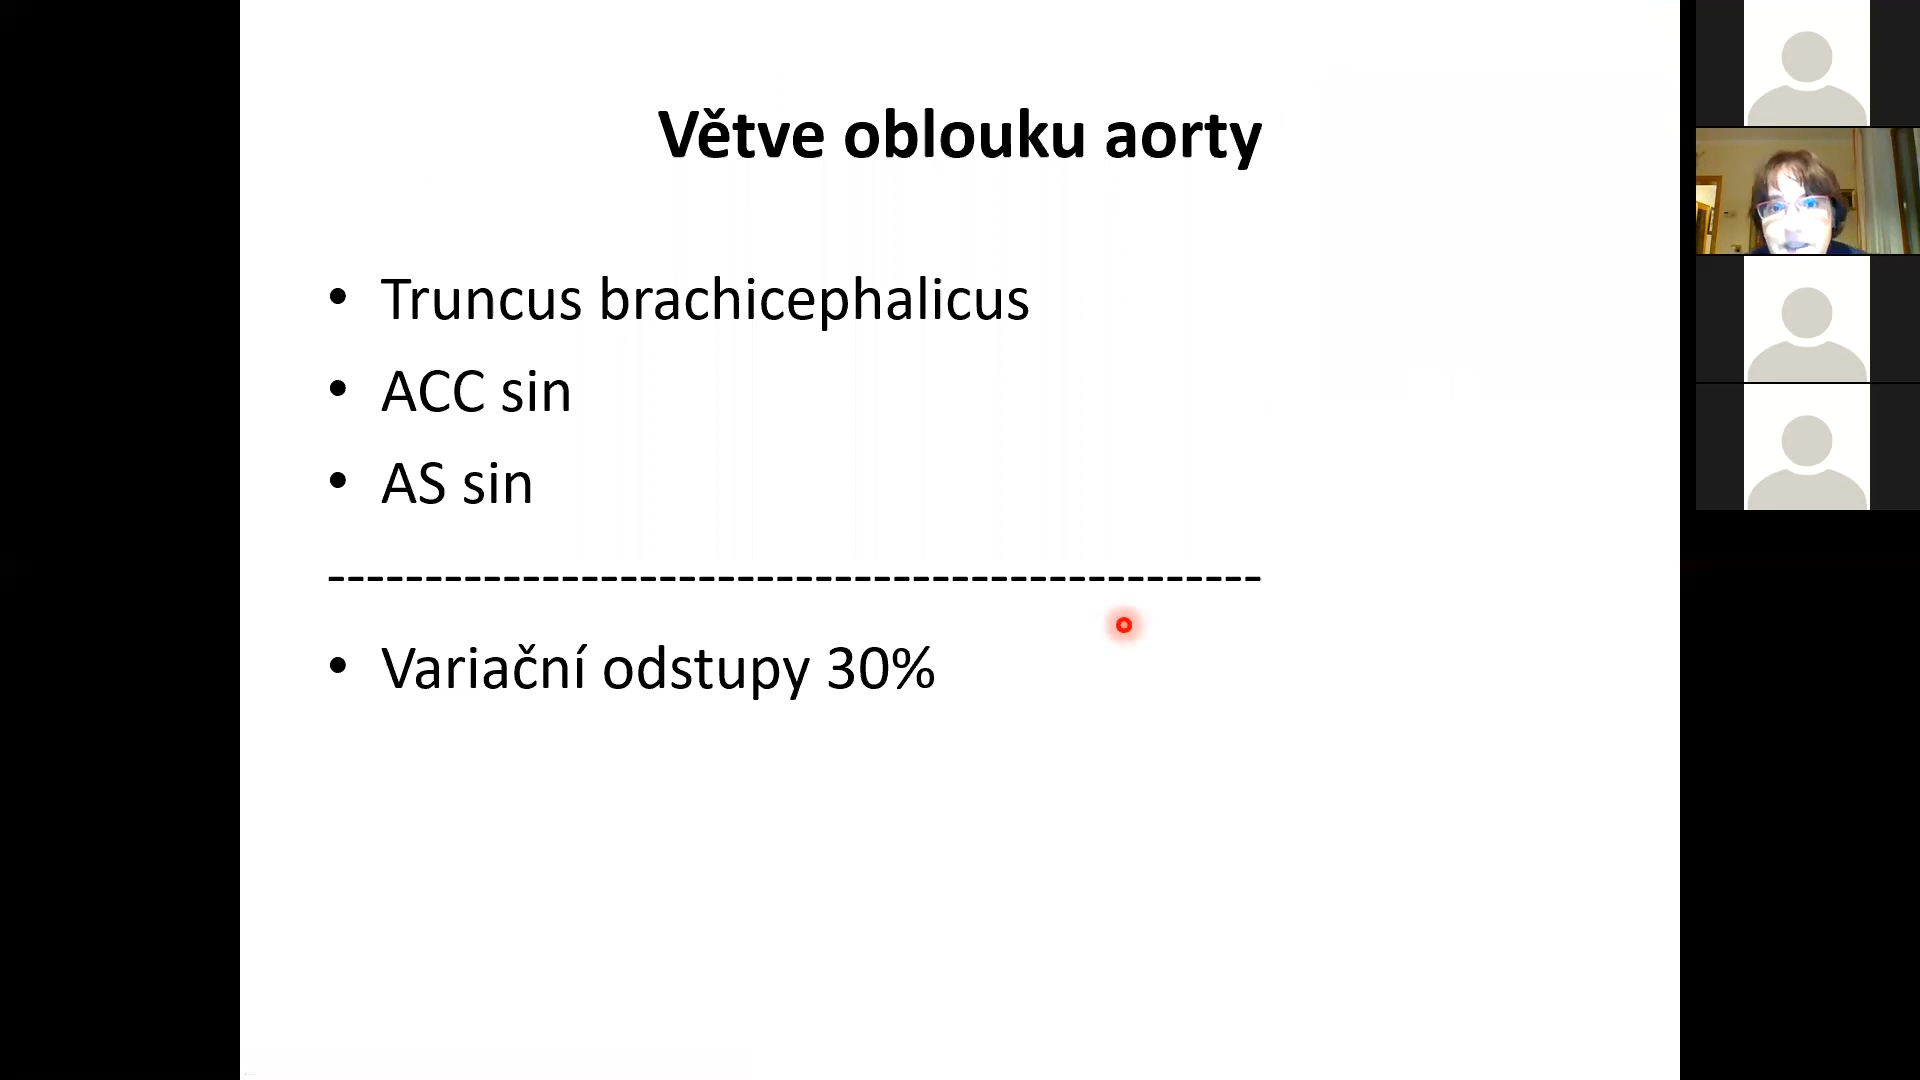 Větve oblouku aorty
• Truncus brachicephalicus
• ACC sin
• AS sin
-------------------------------------------------
• Variační odstupy 30%